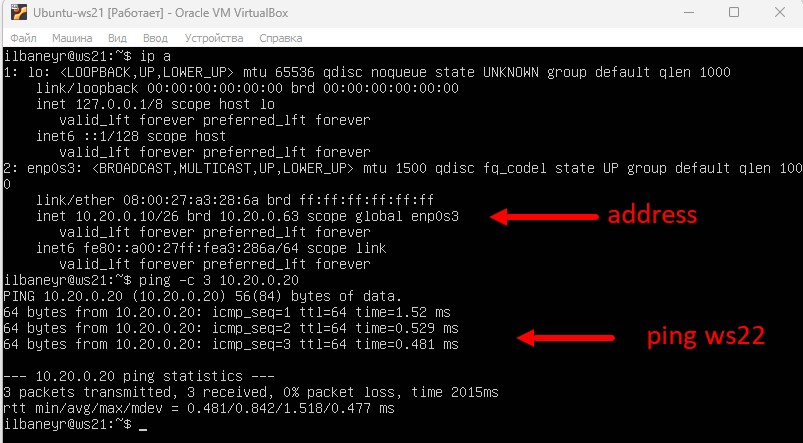 Ubuntu-ws21 [Работает] - Oracle VM VirtualBox
Файл Машина Вид Ввод Устройства Справка
ilbaneyr@ws21:~$ ip a
1: lo: <LOOPBACK,UP,LOWER_UP> mtu 65536 qdisc noqueue state UNKNOWN group default qlen 1000
    link/loopback 00:00:00:00:00:00 brd 00:00:00:00:00:00
    inet 127.0.0.1/8 scope host lo
       valid_lft forever preferred_lft forever
    inet6 ::1/128 scope host
       valid_lft forever preferred_lft forever
2: enp0s3: <BROADCAST,MULTICAST,UP,LOWER_UP> mtu 1500 qdisc fq_codel state UP group default qlen 100
0
    link/ether 08:00:27:a3:28:6a brd ff:ff:ff:ff:ff:ff
    inet 10.20.0.10/26 brd 10.20.0.63 scope global enp0s3
address
       valid_lft forever preferred_lft forever
    inet6 fe80::a00:27ff:fea3:286a/64 scope link
       valid_lft forever preferred_lft forever
ilbaneyr@ws21:~$ ping -c 3 10.20.0.20
PING 10.20.0.20 (10.20.0.20) 56(84) bytes of data.
64 bytes from 10.20.0.20: icmp_seq=1 ttl=64 time=1.52 ms
64 bytes from 10.20.0.20: icmp_seq=2 ttl=64 time=0.529 ms
ping ws22
64 bytes from 10.20.0.20: icmp_seq=3 ttl=64 time=0.481 ms
--- 10.20.0.20 ping statistics ---
3 packets transmitted, 3 received, 0% packet loss, time 2015ms
rtt min/avg/max/mdev = 0.481/0.842/1.518/0.477 ms
ilbaneyr@ws21:~$ _